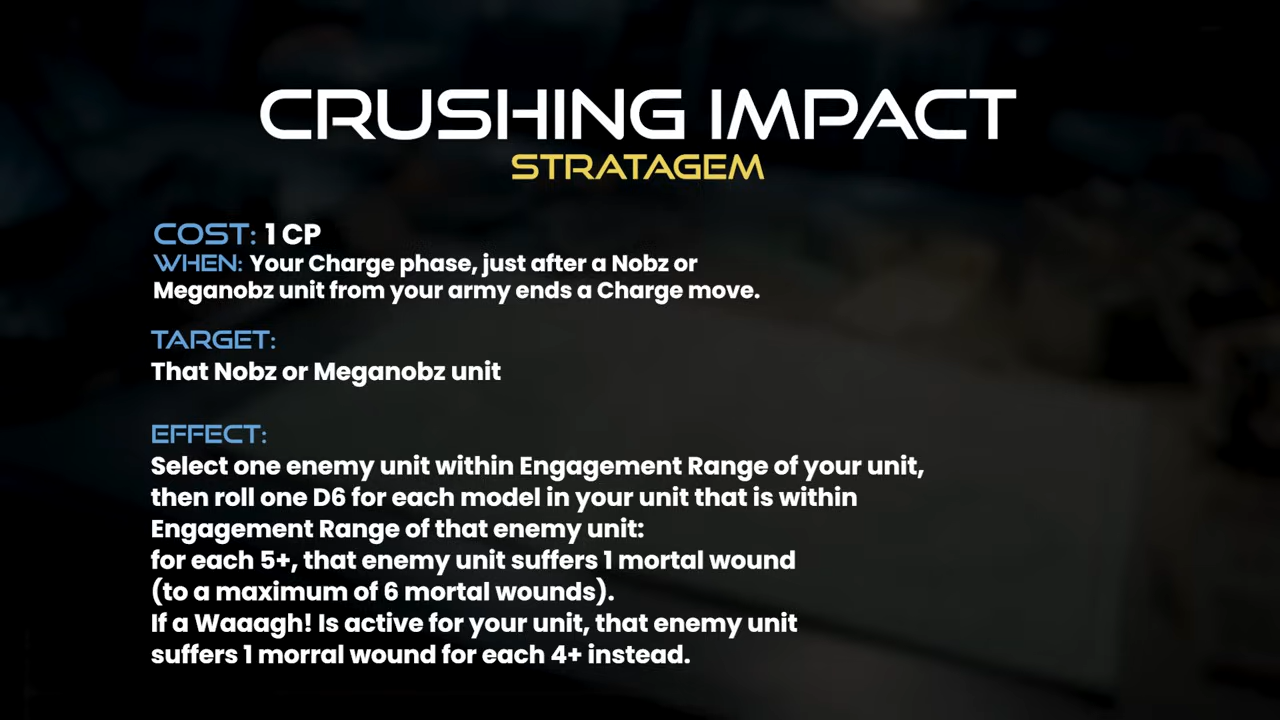 CRUSHING IMPACT
STRATAGEM
COST: 1 CP
WHEN: Your Charge phase, just after a Nobz or
Meganobz unit from your army ends a Charge move.
TARGET:
That Nobz or Meganobz unit
EFFECT:
Select one enemy unit within Engagement Range of your unit,
then roll one D6 for each model in your unit that is within
Engagement Range of that enemy unit:
for each 5+, that enemy unit suffers 1 mortal wound
(to a maximum of 6 mortal wounds).
If a Waaagh! Is active for your unit, that enemy unit
suffers 1 morral wound for each 4+ instead.